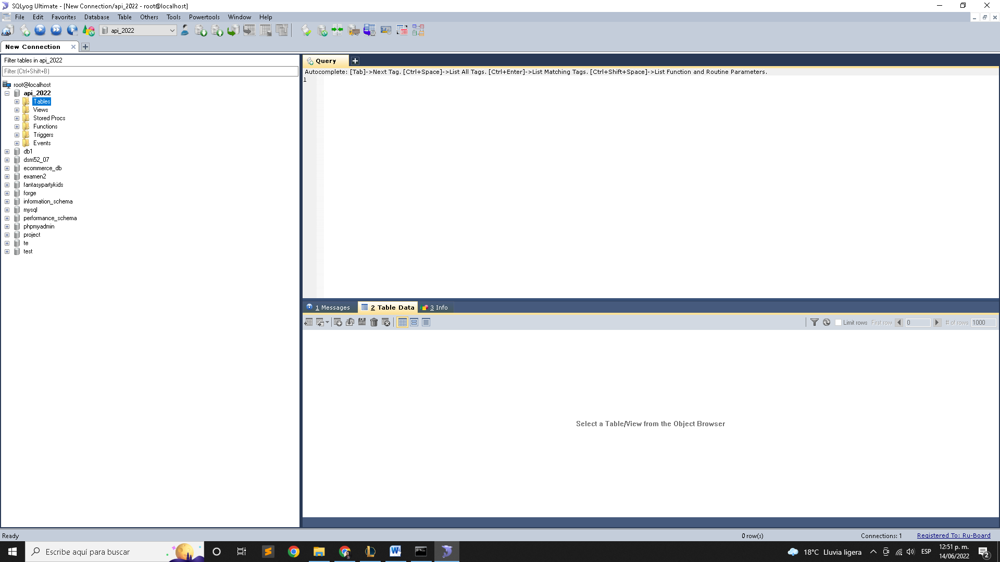 SQLyog Ultimate - [New Connection/api_2022 - root@localhost]
File Edit Favorites Database Table Others Tools Powertools Window Help
api_2022
New Connection
Filter tables in api_2022
Filter (Ctrl+Shift+B)
root@localhost
api_2022
Tables
Views
Stored Procs
Functions
Triggers
Events
db1
dsm52_07
ecommerce_db
examen2
fantasypartykids
forge
information_schema
mysql
performance_schema
phpmyadmin
project
te
test
Query
Autocomplete: [Tab]->Next Tag. [Ctrl+Space]->List All Tags. [Ctrl+Enter]->List Matching Tags. [Ctrl+Shift+Space]->List Function and Routine Parameters.
1
1 Messages 2 Table Data 3 Info
Limit rows First row 0 # of rows 1000
Select a Table/View from the Object Browser
Ready 0 row(s) Connections: 1 Registered To: Ru-Board
Escribe aquí para buscar
18°C Lluvia ligera ESP 12:51 p. m.
14/06/2022
2